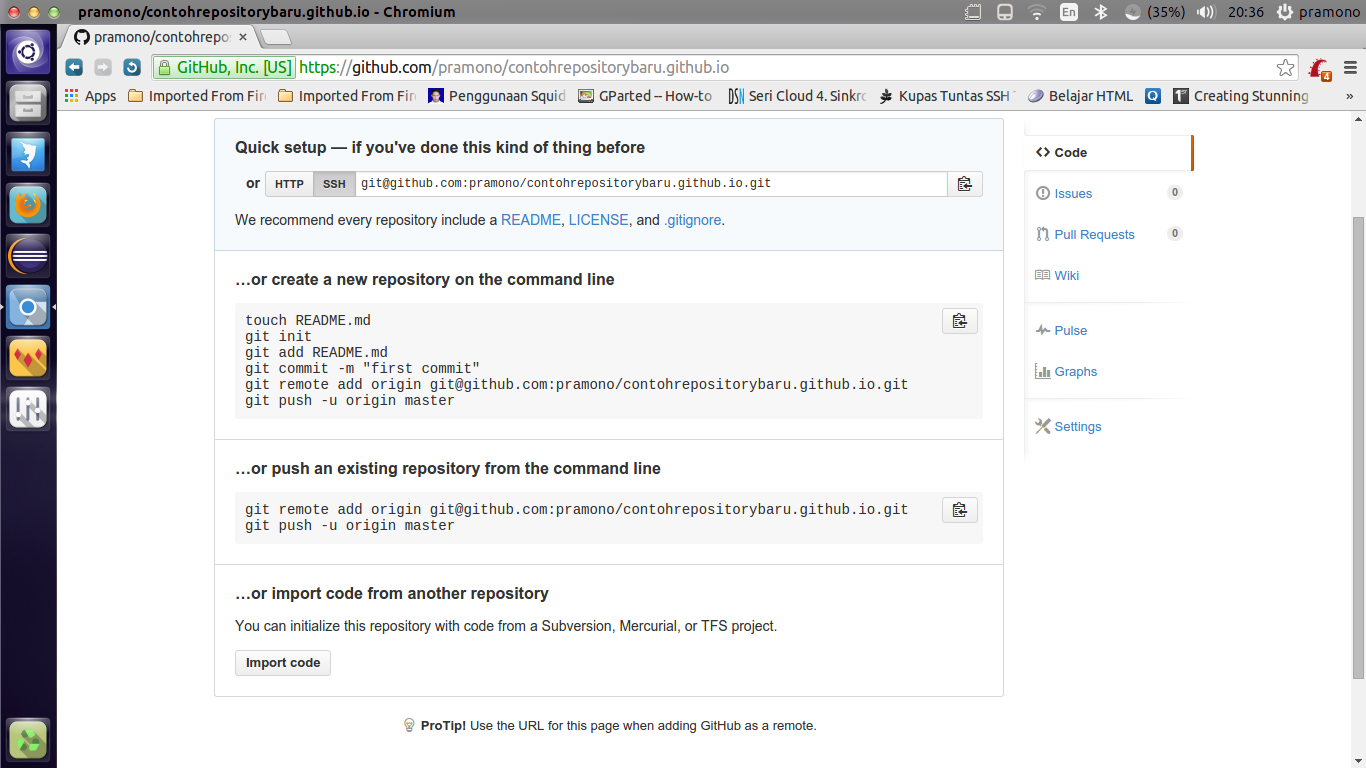 pramono/contohrepositorybaru.github.io - Chromium
En
(35%)
20:36
pramono
pramono/contohrepo
GitHub, Inc. [US]
https://github.com/pramono/contohrepositorybaru.github.io
4
Apps
Imported From Fir
Imported From Fir
Penggunaan Squid
GParted -- How-to
Seri Cloud 4. Sinkro
Kupas Tuntas SSH
Belajar HTML
Creating Stunning
»
Quick setup — if you've done this kind of thing before
or
HTTP
SSH
git@github.com:pramono/contohrepositorybaru.github.io.git
We recommend every repository include a README, LICENSE, and .gitignore.
…or create a new repository on the command line
touch README.md
git init
git add README.md
git commit -m "first commit"
git remote add origin git@github.com:pramono/contohrepositorybaru.github.io.git
git push -u origin master
…or push an existing repository from the command line
git remote add origin git@github.com:pramono/contohrepositorybaru.github.io.git
git push -u origin master
…or import code from another repository
You can initialize this repository with code from a Subversion, Mercurial, or TFS project.
Import code
ProTip! Use the URL for this page when adding GitHub as a remote.
Code
Issues
0
Pull Requests
0
Wiki
Pulse
Graphs
Settings